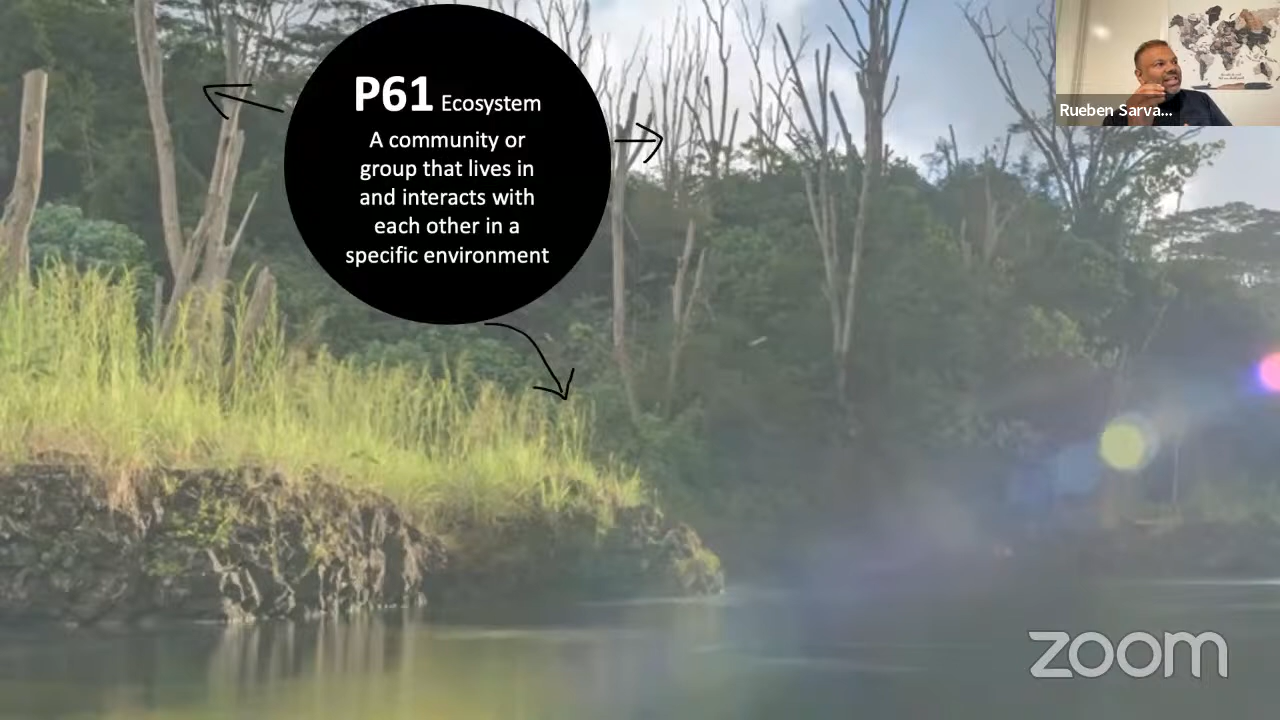 P61 Ecosystem
A community or
group that lives in
and interacts with
each other in a
specific environment
Rueben Sarva...
zoom